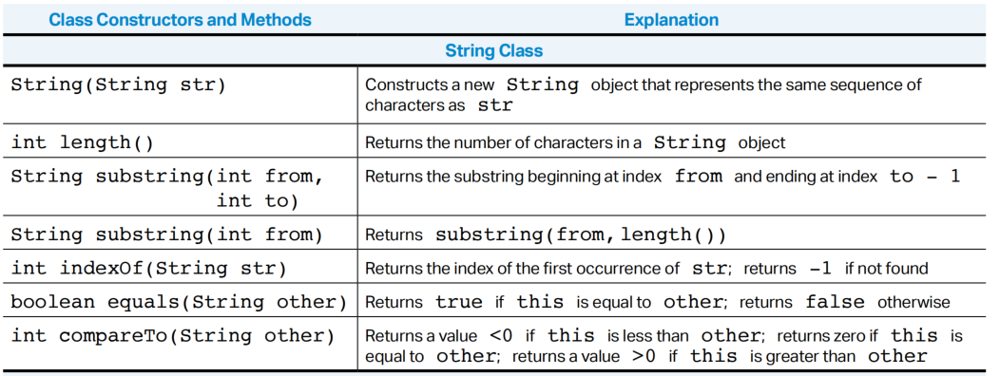 Class Constructors and Methods Explanation
String Class
String(String str) Constructs a new String object that represents the same sequence of
characters as str
int length() Returns the number of characters in a String object
String substring(int from, Returns the substring beginning at index from and ending at index to - 1
int to)
String substring(int from) Returns substring(from, length())
int indexOf(String str) Returns the index of the first occurrence of str; returns -1 if not found
boolean equals(String other) Returns true if this is equal to other; returns false otherwise
int compareTo(String other) Returns a value <0 if this is less than other; returns zero if this is
equal to other; returns a value >0 if this is greater than other